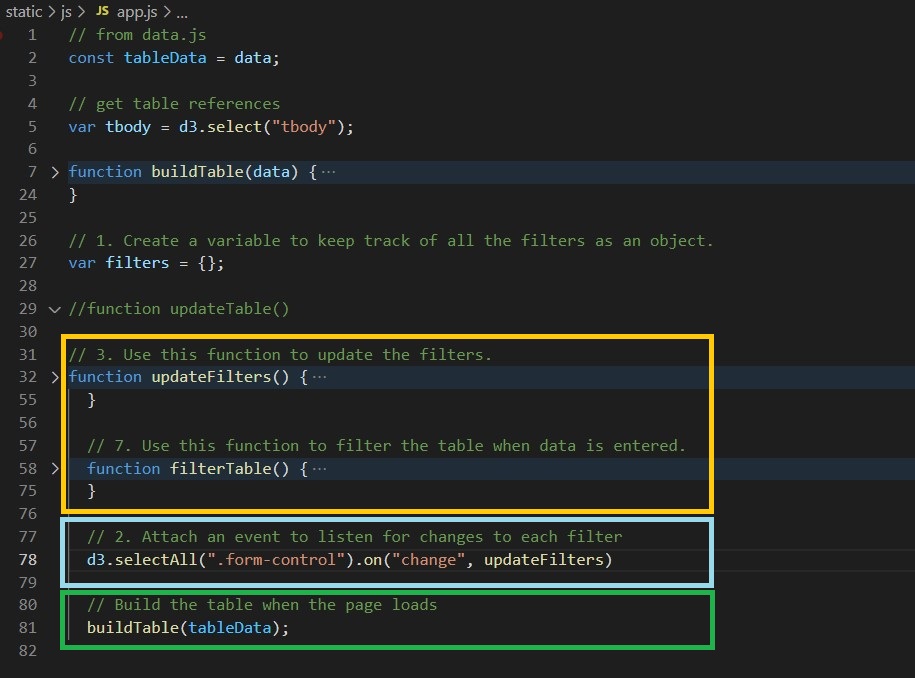 static > js > JS app.js > ...
1 // from data.js
2 const tableData = data;
3
4 // get table references
5 var tbody = d3.select("tbody");
6
7 > function buildTable(data) { ···
24 }
25
26 // 1. Create a variable to keep track of all the filters as an object.
27 var filters = {};
28
29 //function updateTable()
30
31 // 3. Use this function to update the filters.
32 > function updateFilters() { ···
55 }
56
57 // 7. Use this function to filter the table when data is entered.
58 > function filterTable() { ···
75 }
76
77 // 2. Attach an event to listen for changes to each filter
78 d3.selectAll(".form-control").on("change", updateFilters)
79
80 // Build the table when the page loads
81 buildTable(tableData);
82